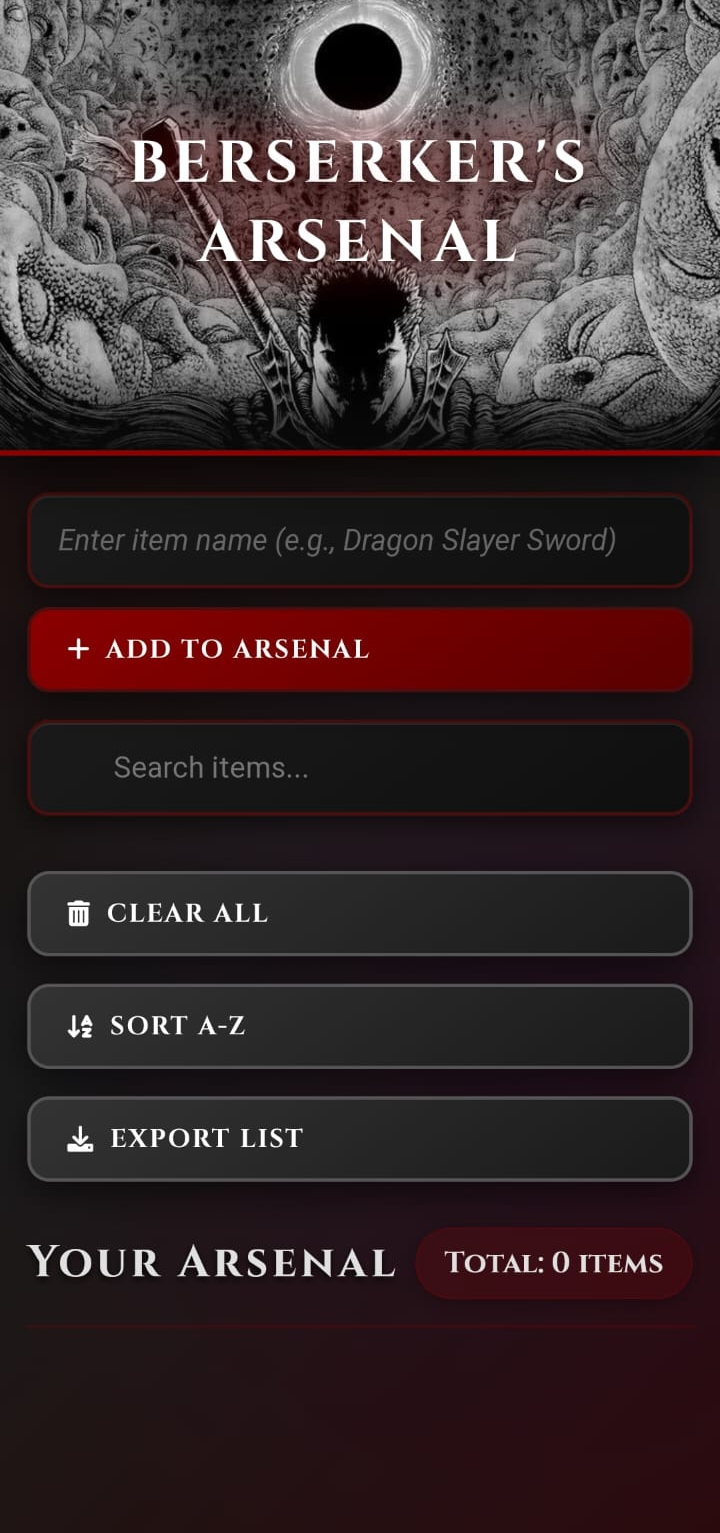 BERSERKER'S
ARSENAL
Enter item name (e.g., Dragon Slayer Sword)
+ ADD TO ARSENAL
Search items...
CLEAR ALL
SORT A-Z
EXPORT LIST
YOUR ARSENAL
TOTAL: 0 ITEMS